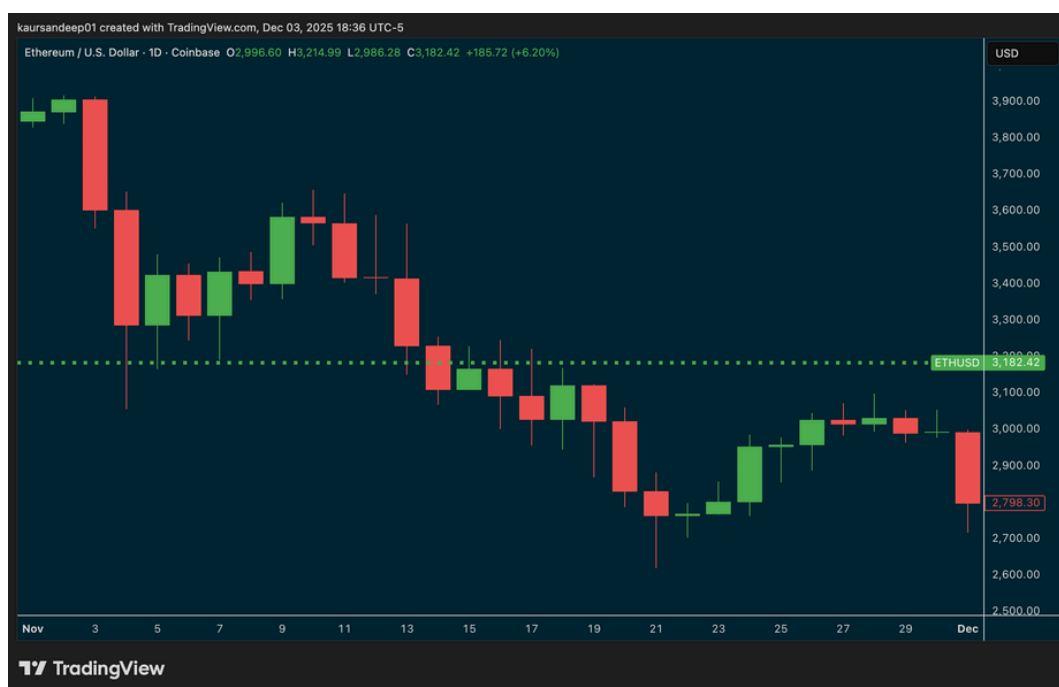 kaursandeep01 created with TradingView.com, Dec 03, 2025 18:36 UTC-5
Ethereum / U.S. Dollar · 1D · Coinbase O2,996.60 H3,214.99 L2,986.28 C3,182.42 +185.72 (+6.20%)
USD
3,900.00
3,800.00
3,700.00
3,600.00
3,500.00
3,400.00
3,300.00
3,200.00
ETHUSD 3,182.42
3,100.00
3,000.00
2,900.00
2,798.30
2,700.00
2,600.00
2,500.00
Nov 3 5 7 9 11 13 15 17 19 21 23 25 27 29 Dec
TradingView